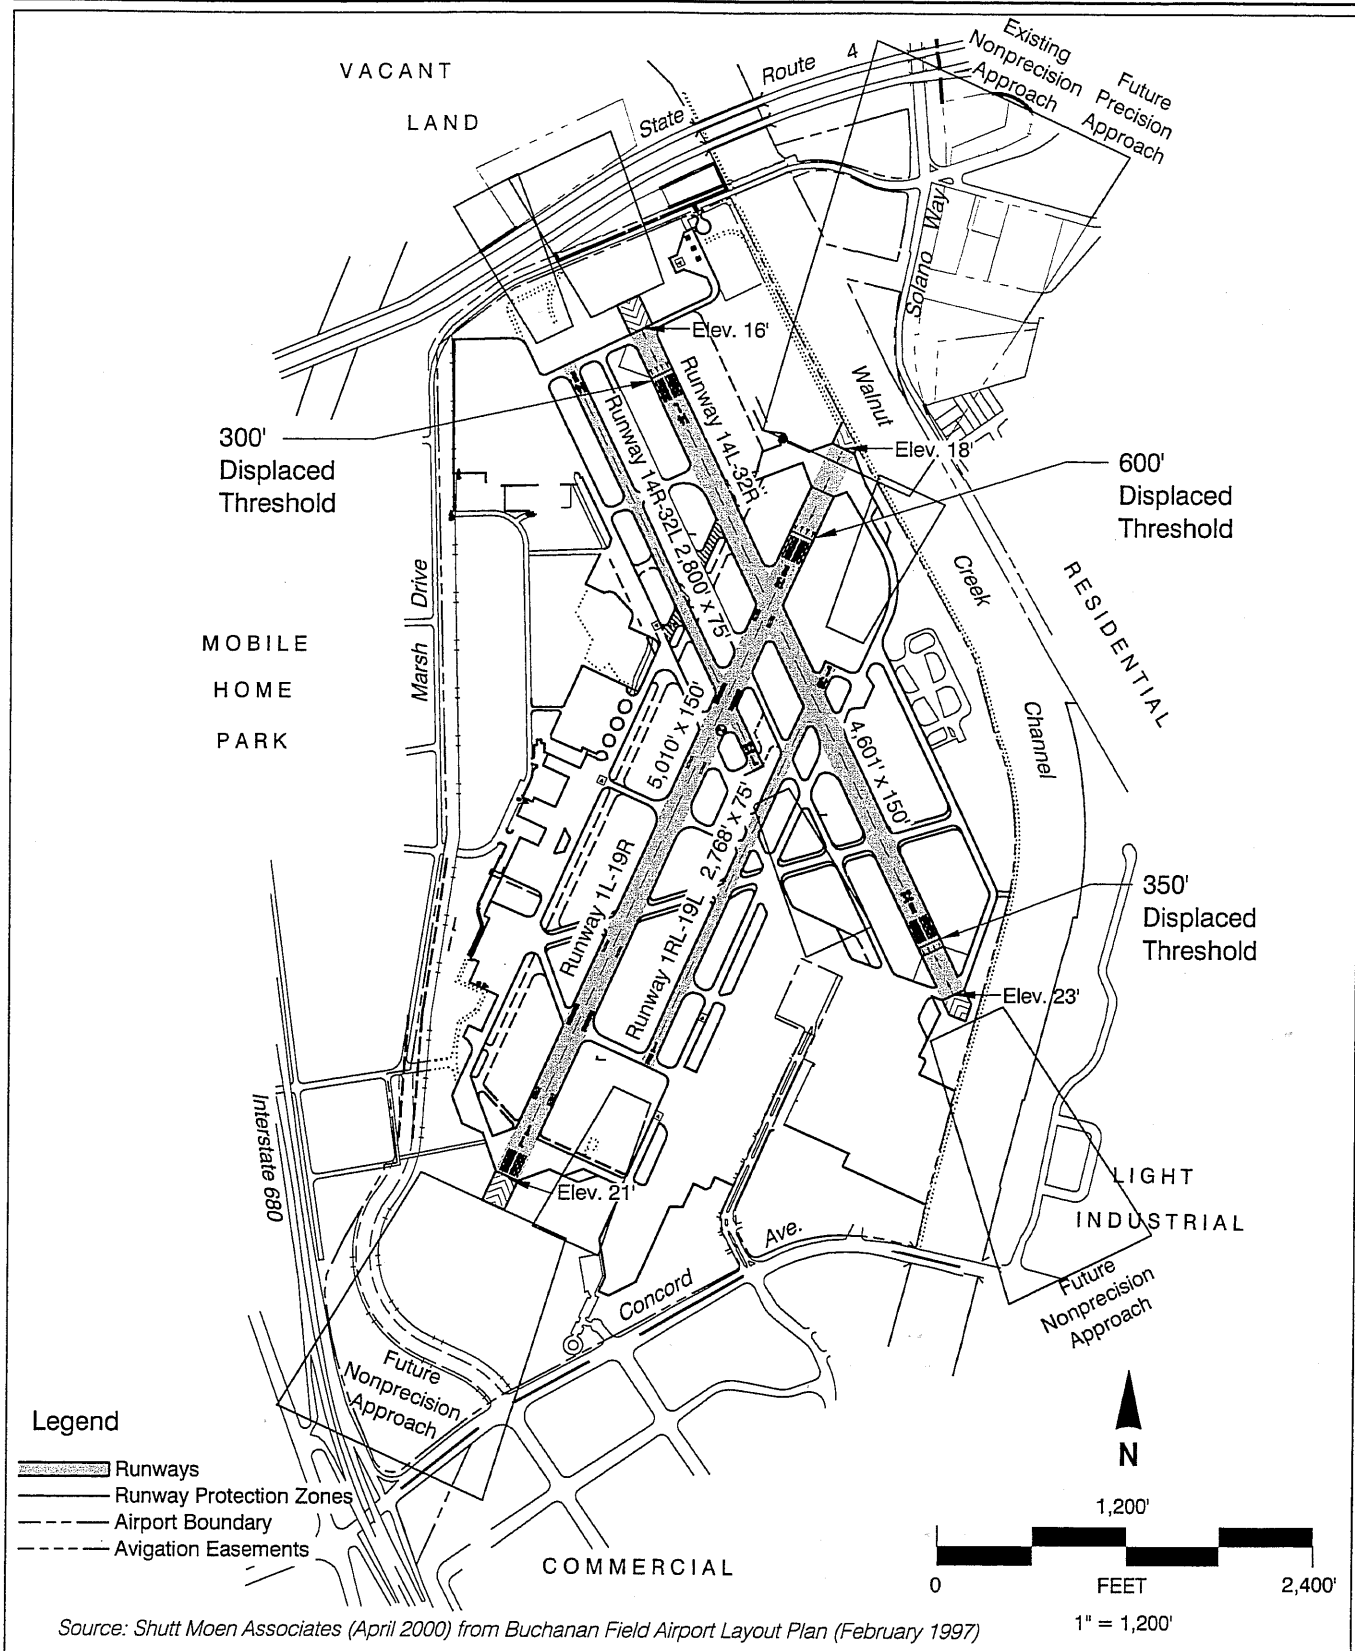 VACANT
LAND
State Route 4
Existing
Nonprecision
Approach
Future
Precision
Approach
Solano Way
Elev. 16'
Walnut
Creek
Channel
Elev. 18'
300'
Displaced
Threshold
600'
Displaced
Threshold
Runway 14L-32R
Runway 14R-32L 2,800' x 75'
RESIDENTIAL
Marsh Drive
MOBILE
HOME
PARK
5,010' x 150'
4,601' x 150'
2,768' x 75'
Runway 1L-19R
Runway 1RL-19L
350'
Displaced
Threshold
Elev. 23'
Interstate 680
Elev. 21'
LIGHT
INDUSTRIAL
Concord Ave.
Future
Nonprecision
Approach
Future
Nonprecision
Approach
N
Legend
Runways
Runway Protection Zones
Airport Boundary
Avigation Easements
COMMERCIAL
1,200'
0 FEET 2,400'
1" = 1,200'
Source: Shutt Moen Associates (April 2000) from Buchanan Field Airport Layout Plan (February 1997)